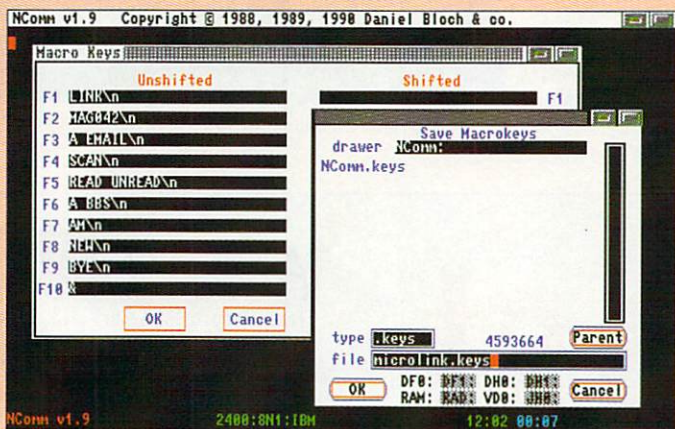 NComm v1.9 Copyright © 1988, 1989, 1990 Daniel Bloch & co.
Macro Keys
Unshifted Shifted
F1 LINK\n F1
F2 MAG042\n
F3 A EMAIL\n
F4 SCAN\n
F5 READ UNREAD\n
F6 A BBS\n
F7 AM\n
F8 NEW\n
F9 BYE\n
F10 &
OK Cancel
Save Macrokeys
drawer NComm:
NComm.keys
type .keys 4593664 Parent
file microlink.keys
OK DF0: DF1: DH0: DH1: Cancel
RAM: RAD: VD0: JH0:
NComm v1.9 2400:8N1:IBM 12:02 00:07